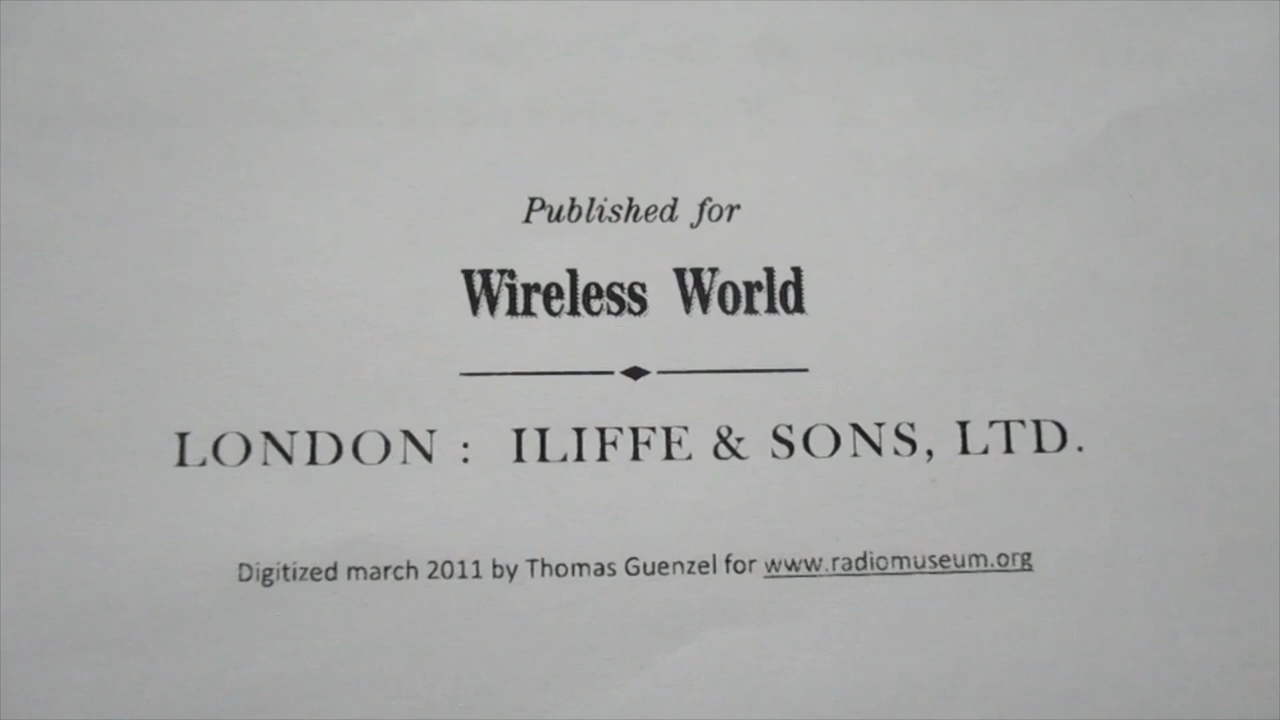 Published for
Wireless World
LONDON : ILIFFE & SONS, LTD.
Digitized march 2011 by Thomas Guenzel for www.radiomuseum.org